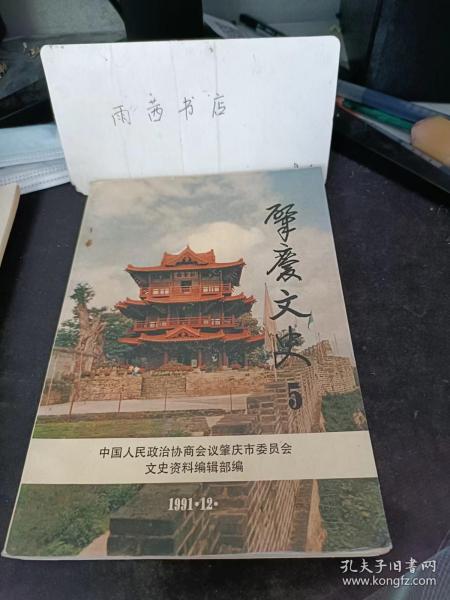 雨茜书店
肇慶文史
5
中国人民政治协商会议肇庆市委员会
文史资料编辑部编
1991·12·
孔夫子旧书网
www.kongfz.com